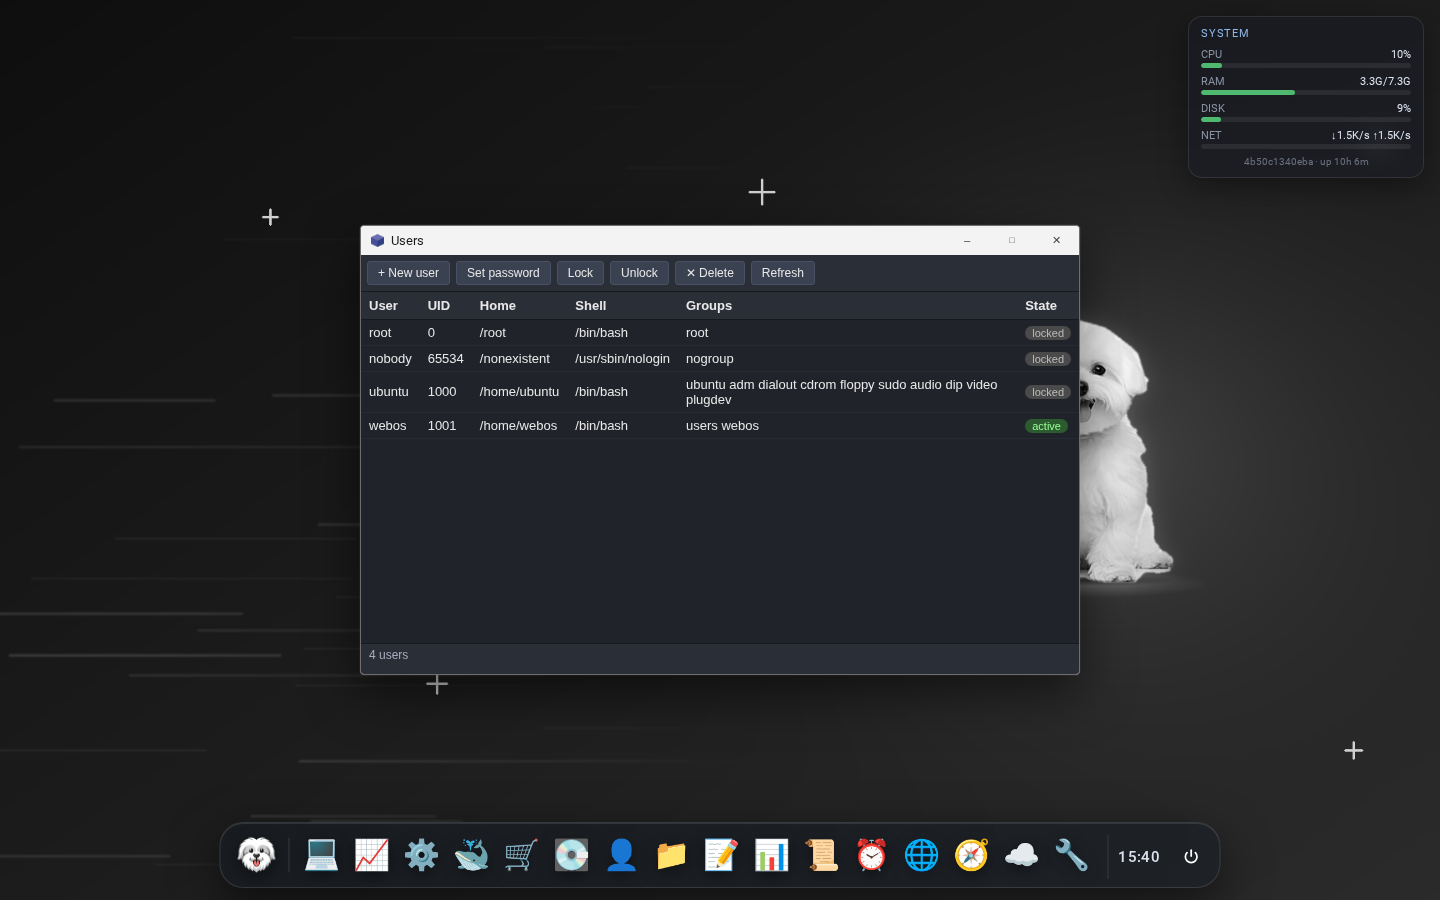 SYSTEM
CPU 10%
RAM 3.3G/7.3G
DISK 9%
NET ↓1.5K/s ↑1.5K/s
4b50c1340eba · up 10h 6m
Users
+ New user Set password Lock Unlock ✕ Delete Refresh
User UID Home Shell Groups State
root 0 /root /bin/bash root locked
nobody 65534 /nonexistent /usr/sbin/nologin nogroup locked
ubuntu 1000 /home/ubuntu /bin/bash ubuntu adm dialout cdrom floppy sudo audio dip video locked
plugdev
webos 1001 /home/webos /bin/bash users webos active
4 users
15:40